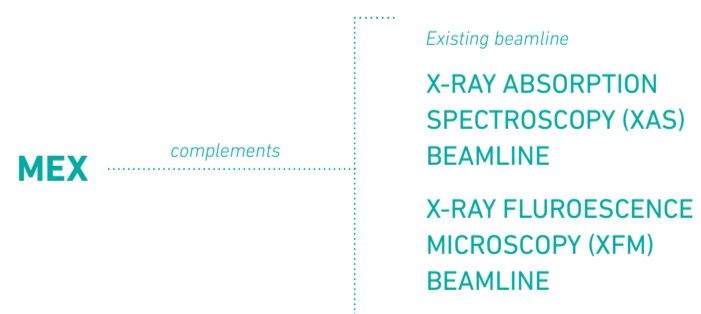 MEX
complements
Existing beamline
X-RAY ABSORPTION
SPECTROSCOPY (XAS)
BEAMLINE
X-RAY FLUROESCENCE
MICROSCOPY (XFM)
BEAMLINE